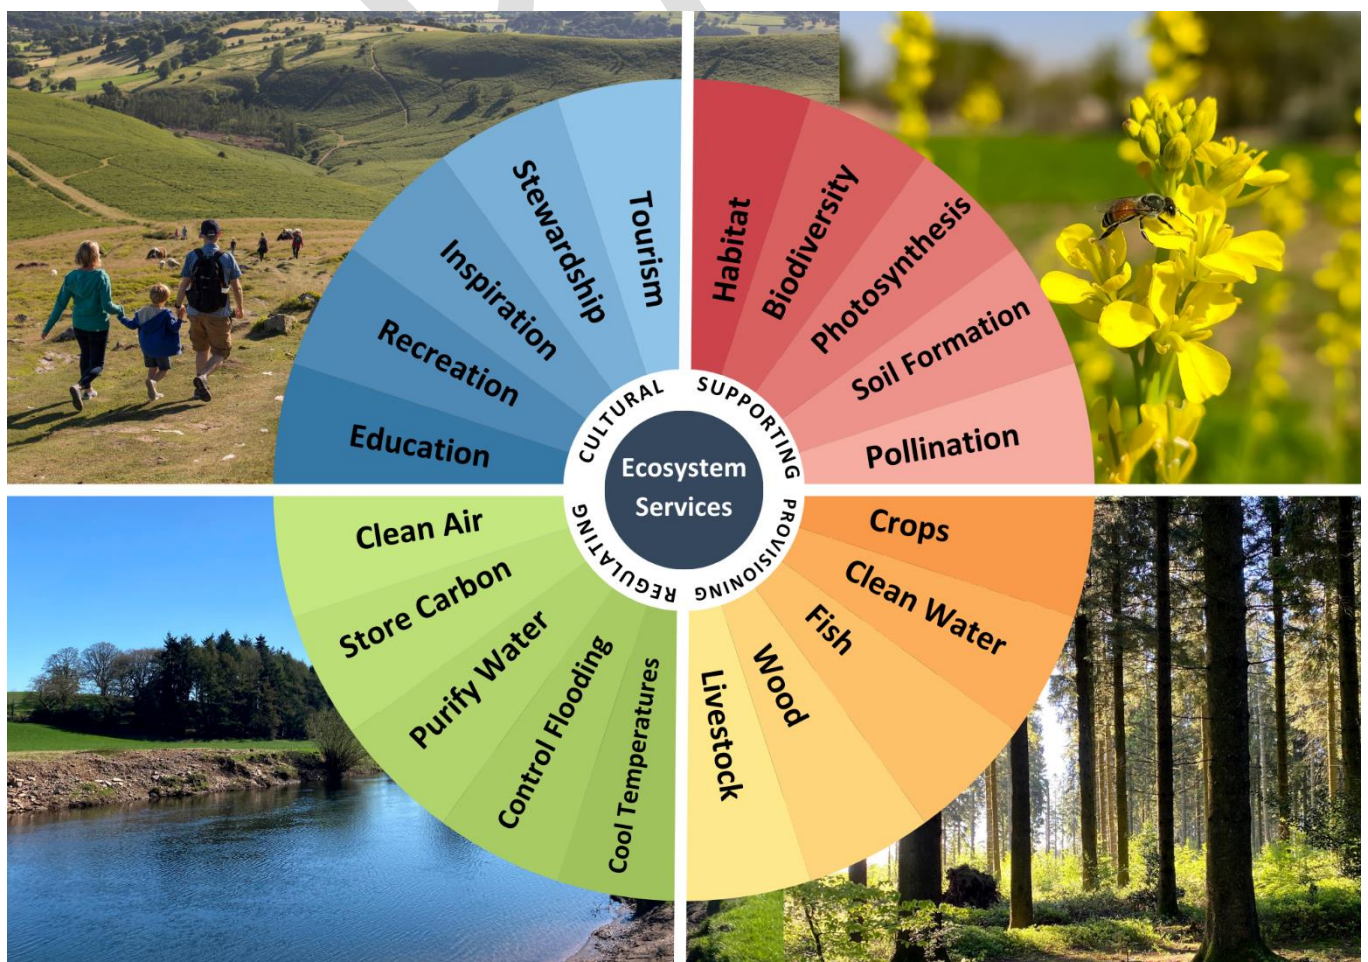 Tourism
Stewardship
Inspiration
Recreation
Education
Habitat
Biodiversity
Photosynthesis
Soil Formation
Pollination
CULTURAL
SUPPORTING
Ecosystem
Services
REGULATING
PROVISIONING
Clean Air
Store Carbon
Purify Water
Control Flooding
Cool Temperatures
Crops
Clean Water
Fish
Wood
Livestock